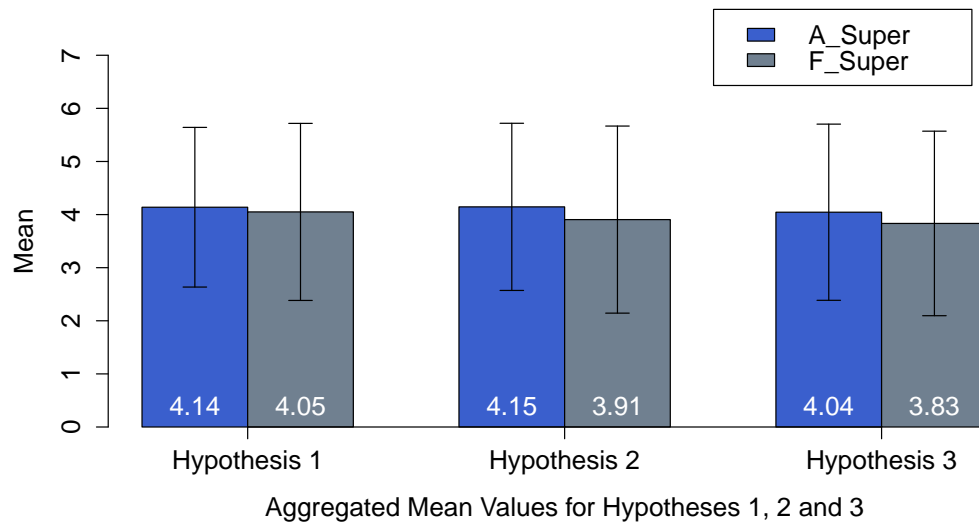 A_Super
F_Super
7
6
5
4
3
2
1
0
Mean
4.14 4.05 4.15 3.91 4.04 3.83
Hypothesis 1 Hypothesis 2 Hypothesis 3
Aggregated Mean Values for Hypotheses 1, 2 and 3